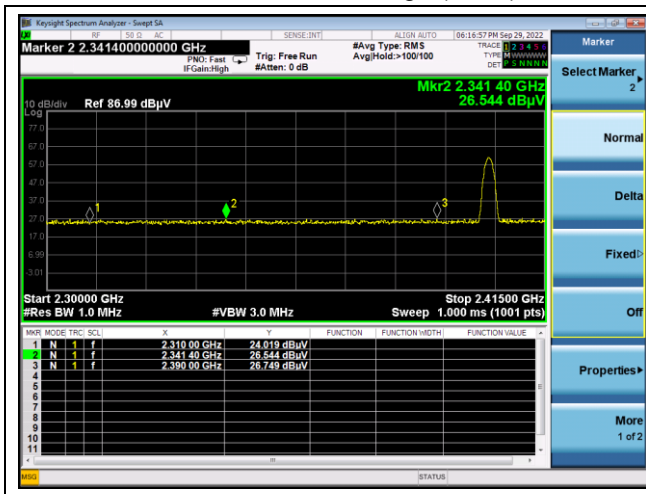 Keysight Spectrum Analyzer - Swept SA
RF 50 Ω AC SENSE:INT ALIGN AUTO 06:16:57 PM Sep 29, 2022
Marker 2 2.341400000000 GHz
PNO: Fast
IFGain:High
Trig: Free Run
#Atten: 0 dB
#Avg Type: RMS
Avg|Hold:>100/100
TRACE 1 2 3 4 5 6
TYPE M WWWWW
DET P S N N N N
Mkr2 2.341 40 GHz
26.544 dBµV
10 dB/div Ref 86.99 dBµV
Log
77.0
67.0
57.0
47.0
37.0
27.0
17.0
6.99
-3.01
1
2
3
Start 2.30000 GHz
Stop 2.41500 GHz
#Res BW 1.0 MHz #VBW 3.0 MHz Sweep 1.000 ms (1001 pts)
MKR MODE TRC SCL X Y FUNCTION FUNCTION WIDTH FUNCTION VALUE
1 N 1 f 2.310 00 GHz 24.019 dBµV
2 N 1 f 2.341 40 GHz 26.544 dBµV
3 N 1 f 2.390 00 GHz 26.749 dBµV
4
5
6
7
8
9
10
11
MSG STATUS
Marker
Select Marker
2
Normal
Delta
Fixed
Off
Properties
More
1 of 2